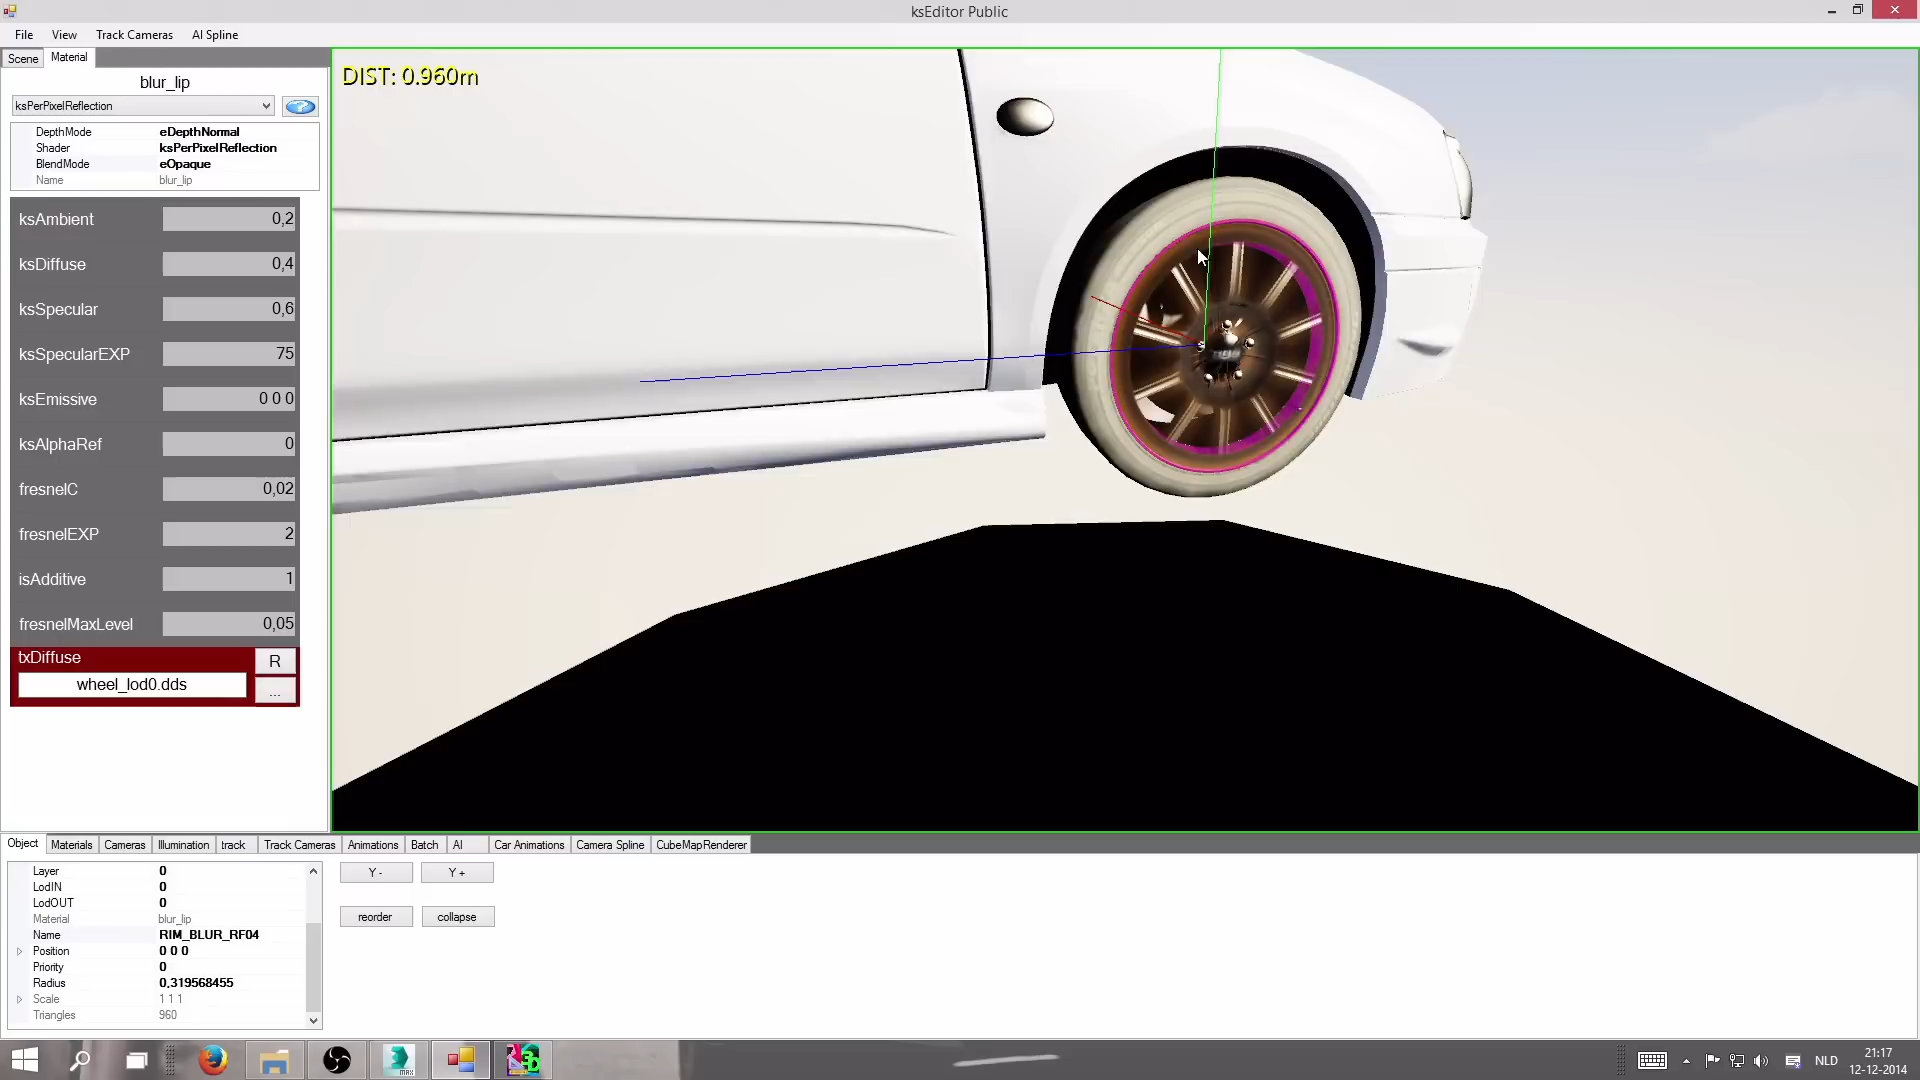 ksEditor Public
File View Track Cameras AI Spline
Scene Material
blur_lip
ksPerPixelReflection
DepthMode eDepthNormal
Shader ksPerPixelReflection
BlendMode eOpaque
Name blur_lip
ksAmbient 0,2
ksDiffuse 0,4
ksSpecular 0,6
ksSpecularEXP 75
ksEmissive 0 0 0
ksAlphaRef 0
fresnelC 0,02
fresnelEXP 2
isAdditive 1
fresnelMaxLevel 0,05
txDiffuse R
wheel_lod0.dds ...
DIST: 0.960m
Object Materials Cameras Illumination track Track Cameras Animations Batch AI Car Animations Camera Spline CubeMapRenderer
Layer 0
LodIN 0
LodOUT 0
Material blur_lip
Name RIM_BLUR_RF04
Position 0 0 0
Priority 0
Radius 0,319568455
Scale 1 1 1
Triangles 960
Y - Y +
reorder collapse
MAX
3D
NLD
21:17
12-12-2014